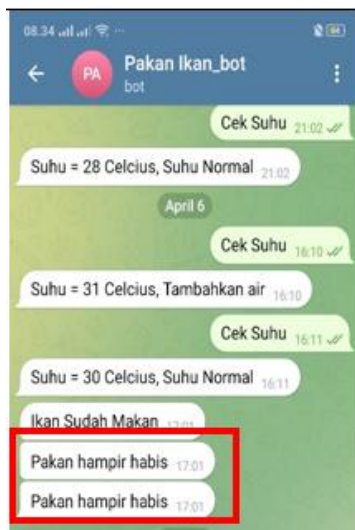 08.34
64
PA
Pakan Ikan_bot
bot
Cek Suhu 21:02
Suhu = 28 Celcius, Suhu Normal 21:02
April 6
Cek Suhu 16:10
Suhu = 31 Celcius, Tambahkan air 16:10
Cek Suhu 16:11
Suhu = 30 Celcius, Suhu Normal 16:11
Ikan Sudah Makan 17:01
Pakan hampir habis 17:01
Pakan hampir habis 17:01